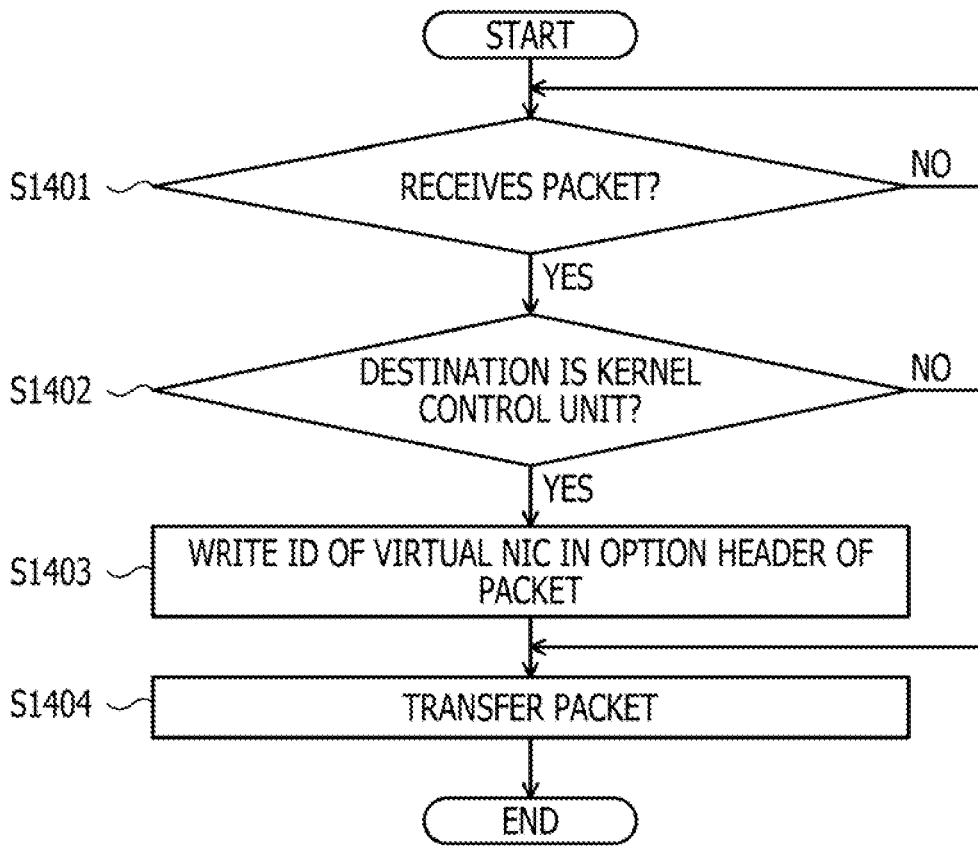 START
S1401
RECEIVES PACKET?
NO
YES
S1402
DESTINATION IS KERNEL
CONTROL UNIT?
NO
YES
S1403
WRITE ID OF VIRTUAL NIC IN OPTION HEADER OF
PACKET
S1404
TRANSFER PACKET
END